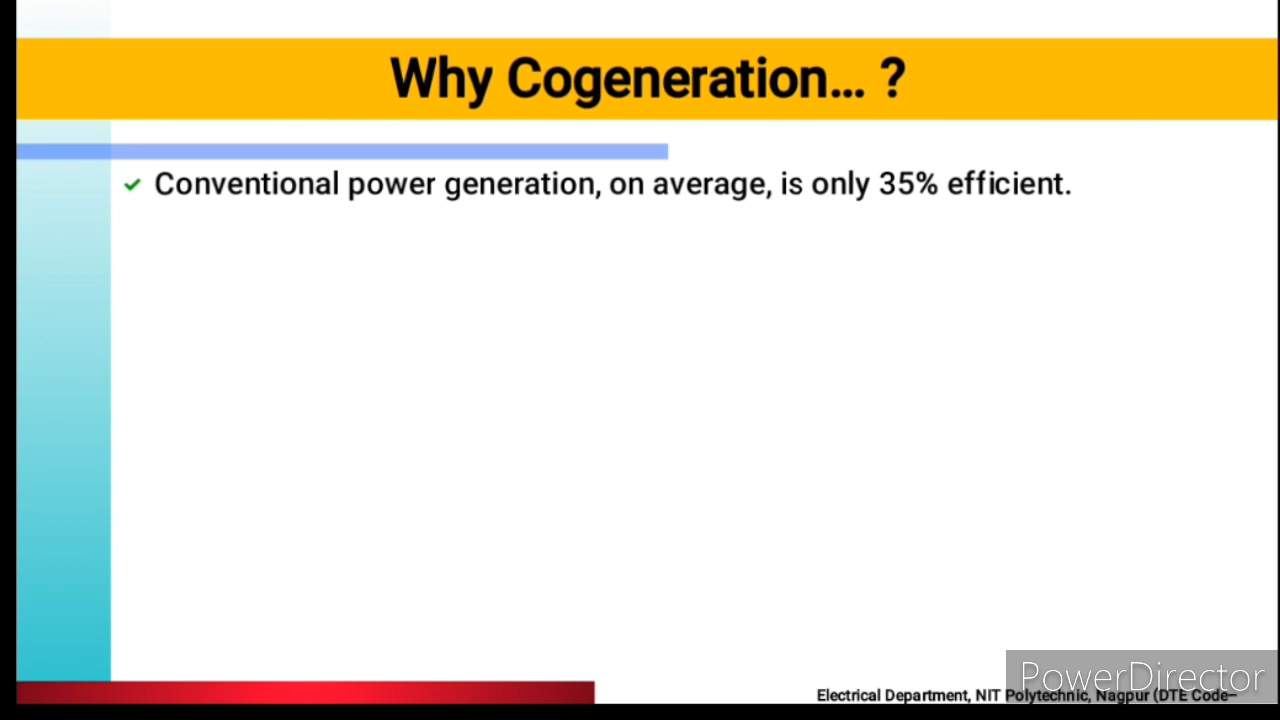 Why Cogeneration... ?
✓ Conventional power generation, on average, is only 35% efficient.
PowerDirector
Electrical Department, NIT Polytechnic, Nagpur (DTE Code–